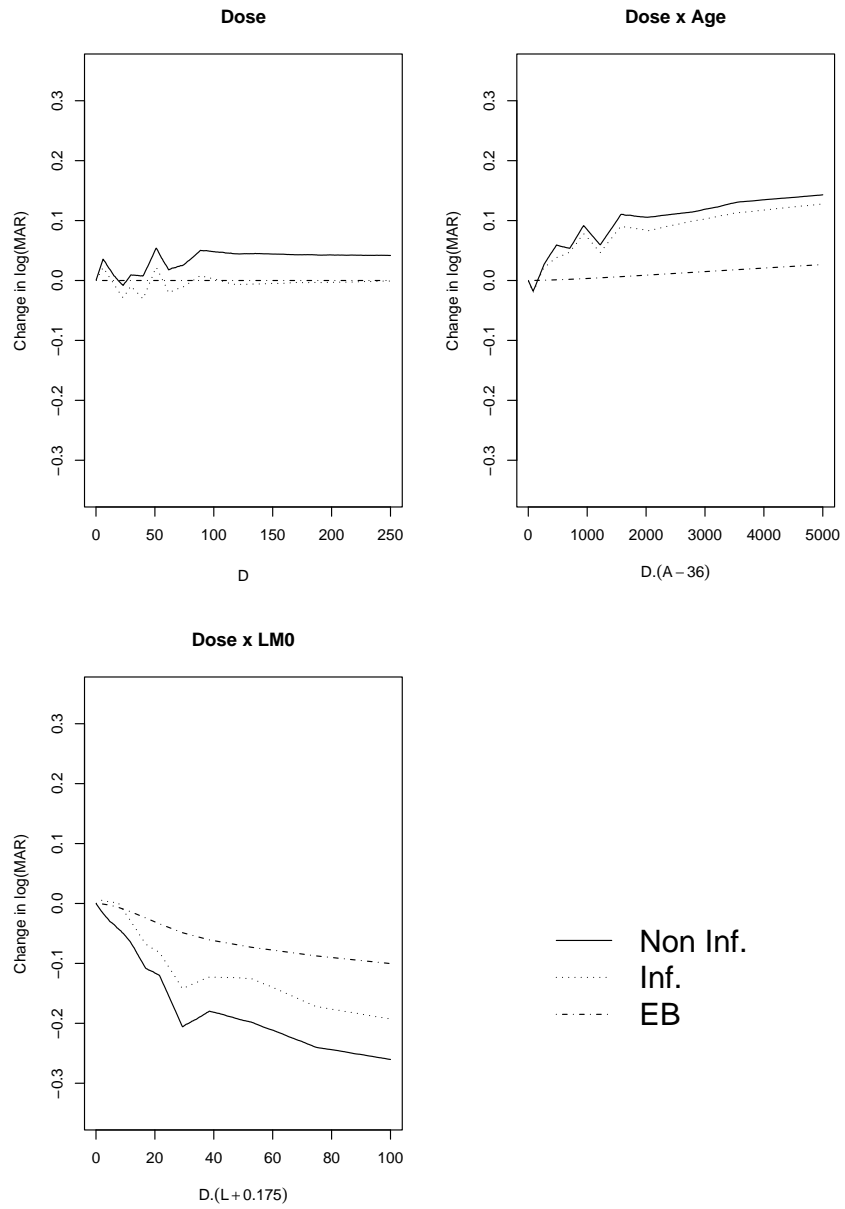 Dose
Change in log(MAR)
−0.3 −0.2 −0.1 0.0 0.1 0.2 0.3
0 50 100 150 200 250
D
Dose x Age
Change in log(MAR)
−0.3 −0.2 −0.1 0.0 0.1 0.2 0.3
0 1000 2000 3000 4000 5000
D.(A−36)
Dose x LM0
Change in log(MAR)
−0.3 −0.2 −0.1 0.0 0.1 0.2 0.3
0 20 40 60 80 100
D.(L+0.175)
Non Inf.
Inf.
EB